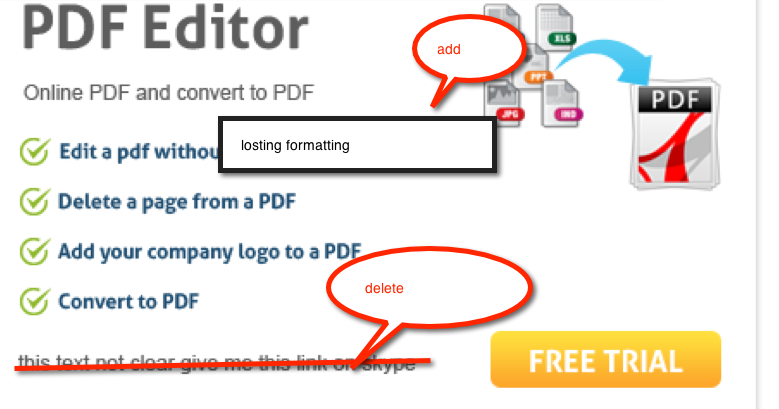 PDF Editor
add
XLS
PPT
JPG
IND
PDF
Online PDF and convert to PDF
Edit a pdf withou
losting formatting
Delete a page from a PDF
Add your company logo to a PDF
delete
Convert to PDF
this text not clear give me this link on skype
FREE TRIAL